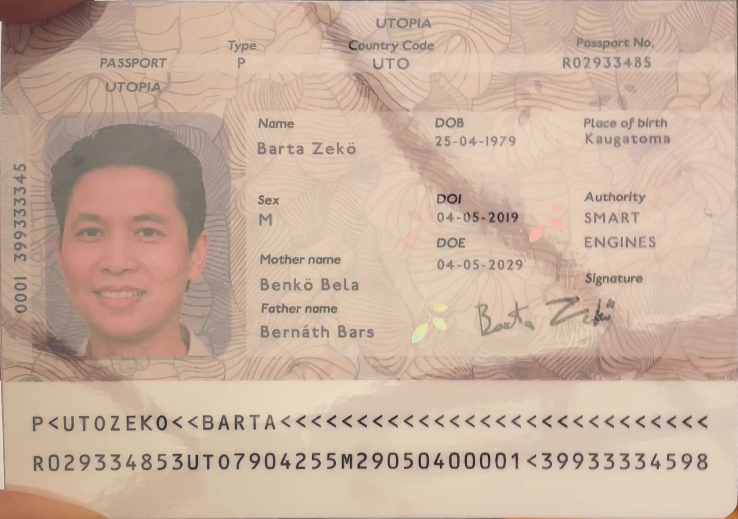 UTOPIA
Type
Country Code
Passport No.
PASSPORT
P
UTO
R02933485
UTOPIA
Name
DOB
Place of birth
Barta Zekö
25-04-1979
Kaugatoma
Sex
DOI
Authority
M
04-05-2019
SMART
DOE
ENGINES
Mother name
04-05-2029
Benkö Bela
Signature
Father name
Barta Zekö
Bernáth Bars
0001 399333345
P<UTOZEKO<<BARTA<<<<<<<<<<<<<<<<<<<<<<<<<<<<
R029334853UTO7904255M29050400001<39933334598